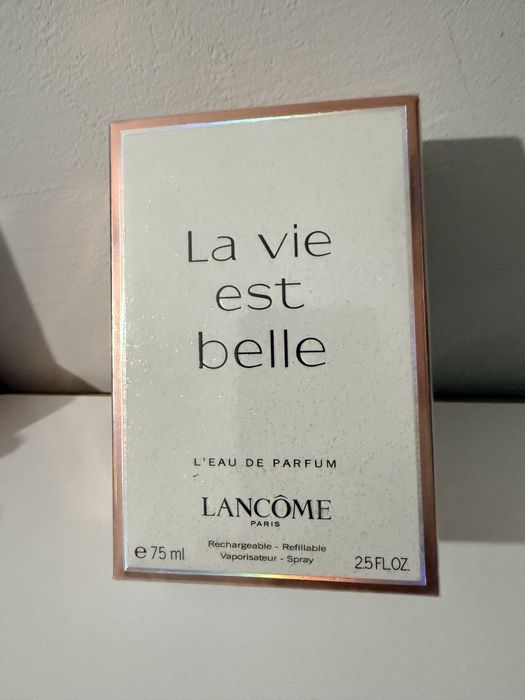 La vie
est
belle
L'EAU DE PARFUM
LANCÔME
PARIS
Rechargeable - Refillable
Vaporisateur - Spray
e 75 ml
2.5 FL.OZ.